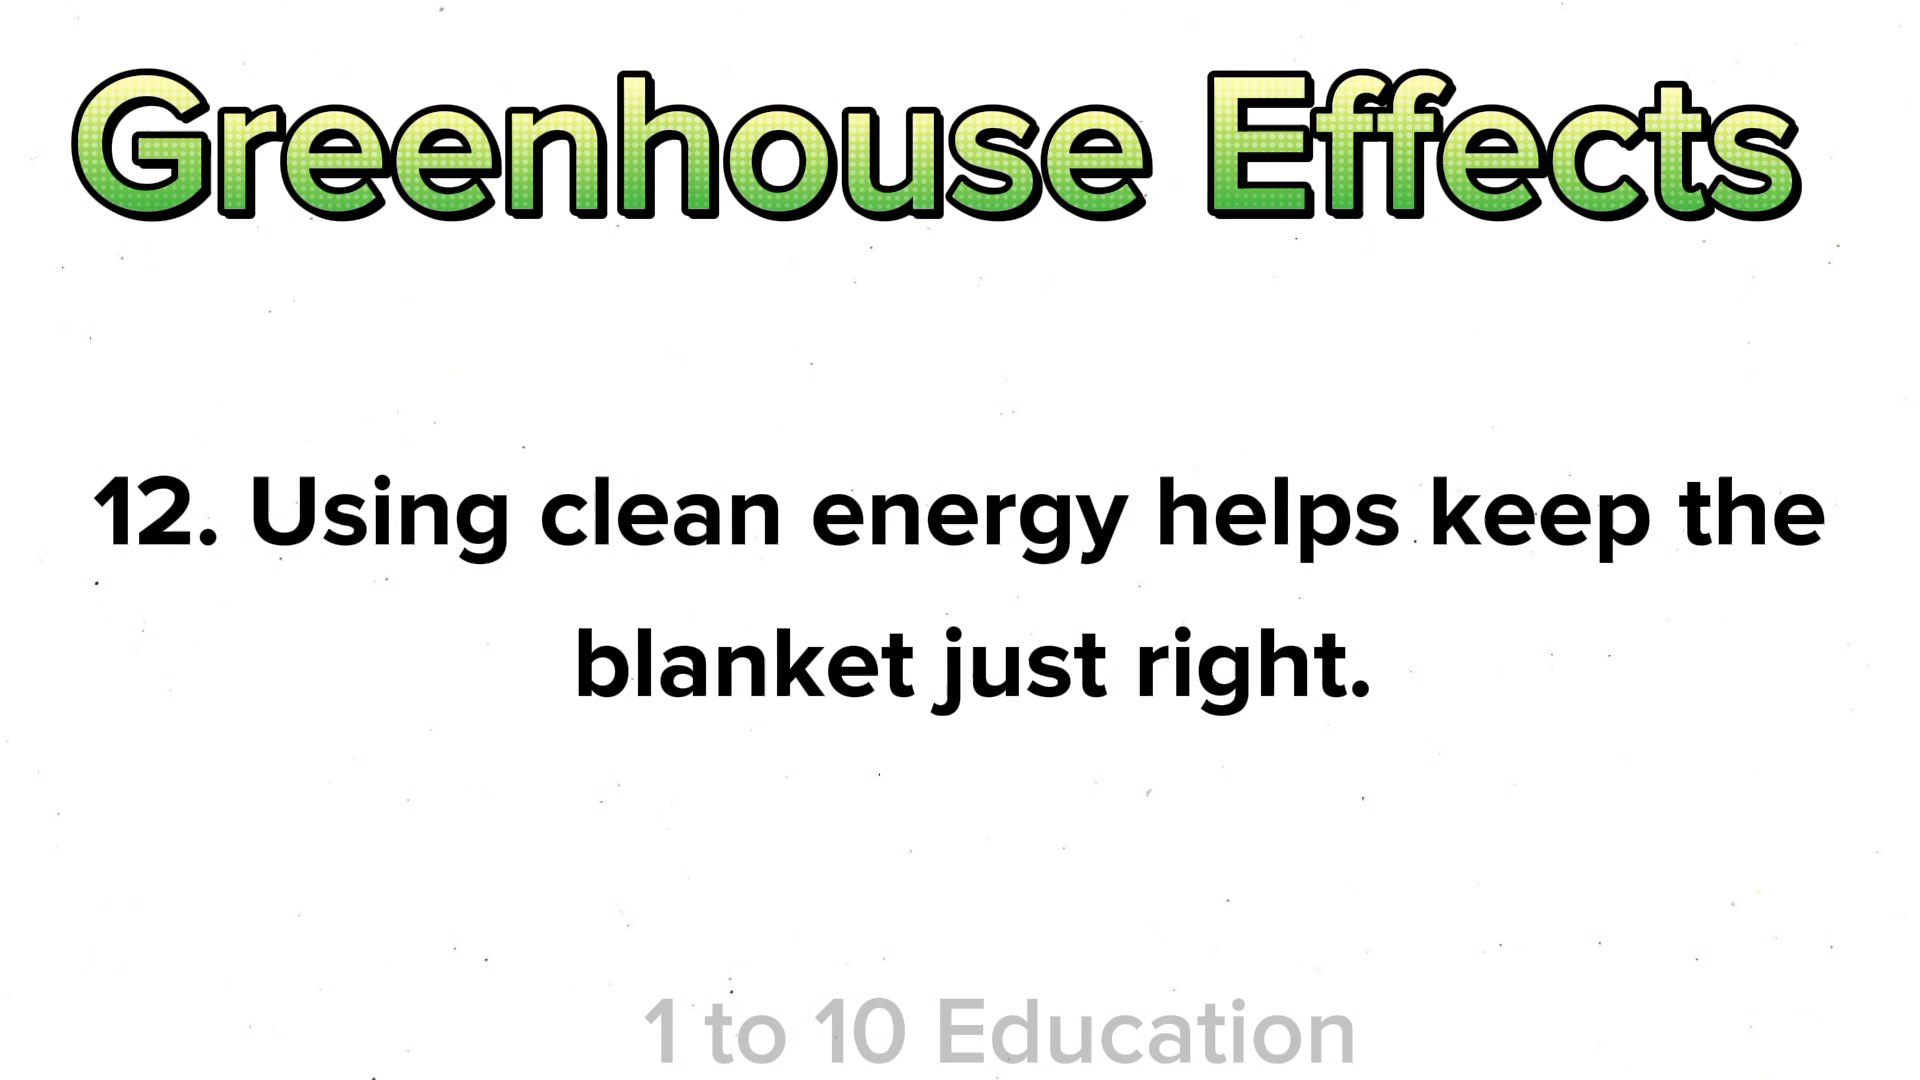 Greenhouse Effects
12. Using clean energy helps keep the
blanket just right.
1 to 10 Education